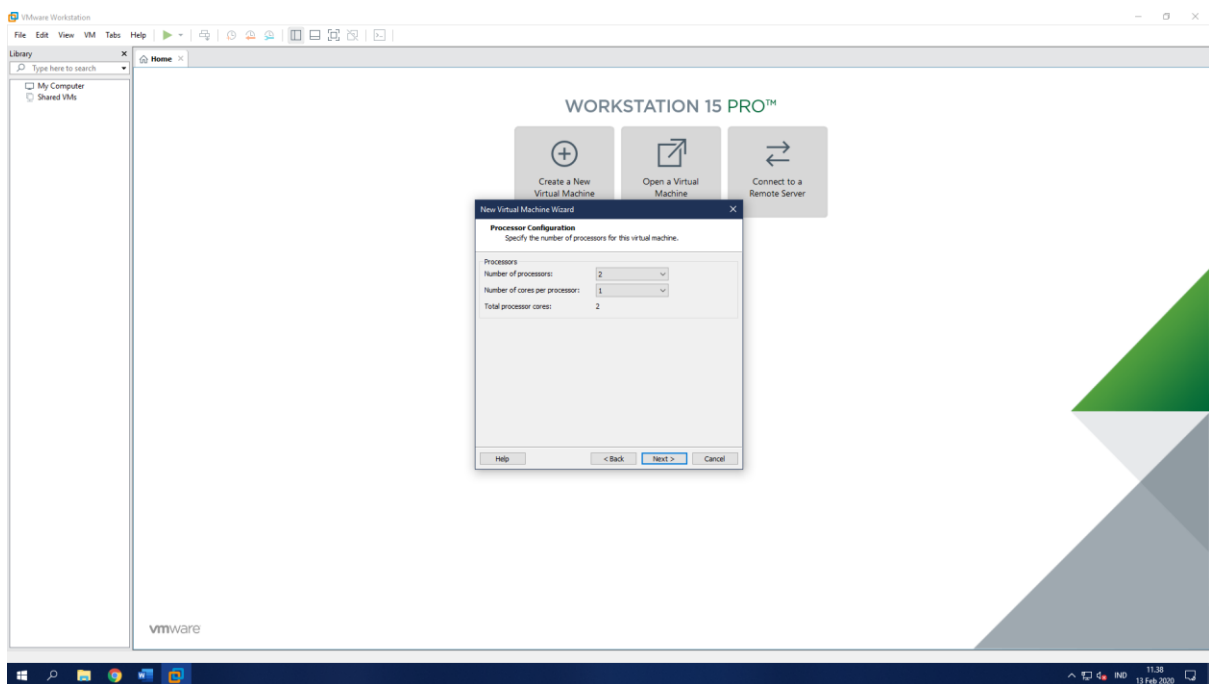 VMware Workstation
File Edit View VM Tabs Help
Library
Home
Type here to search
My Computer
Shared VMs
WORKSTATION 15 PRO™
Create a New
Virtual Machine
Open a Virtual
Machine
Connect to a
Remote Server
New Virtual Machine Wizard
Processor Configuration
Specify the number of processors for this virtual machine.
Processors
Number of processors: 2
Number of cores per processor: 1
Total processor cores: 2
Help < Back Next > Cancel
vmware
IND 11.38
13 Feb 2020